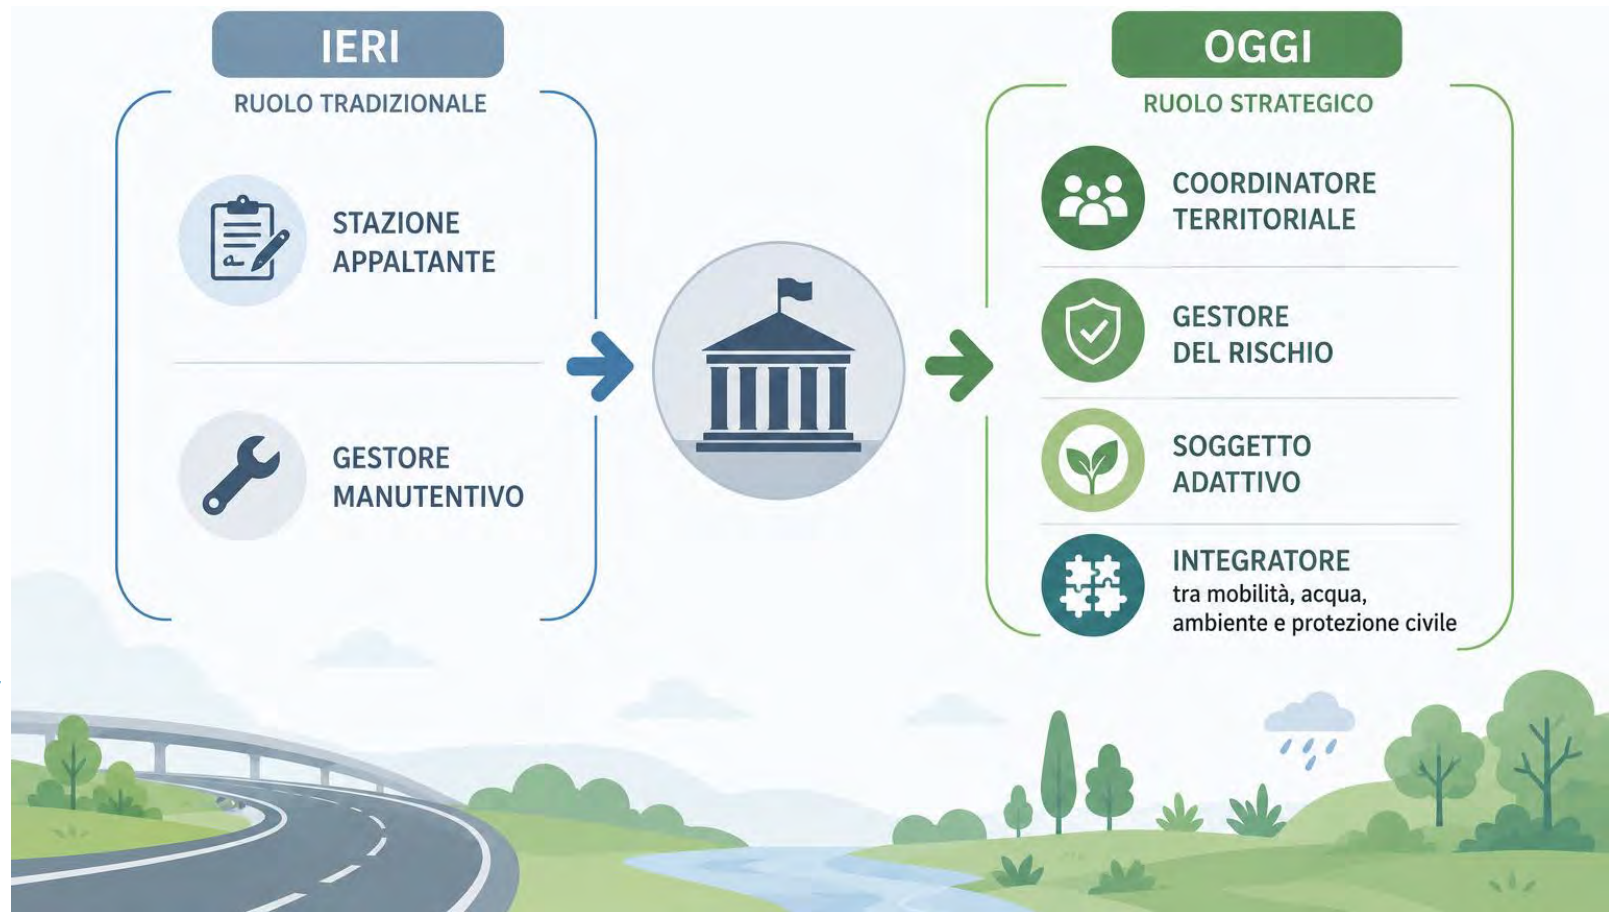 IERI
RUOLO TRADIZIONALE
STAZIONE
APPALTANTE
GESTORE
MANUTENTIVO
OGGI
RUOLO STRATEGICO
COORDINATORE
TERRITORIALE
GESTORE
DEL RISCHIO
SOGGETTO
ADATTIVO
INTEGRATORE
tra mobilità, acqua,
ambiente e protezione civile